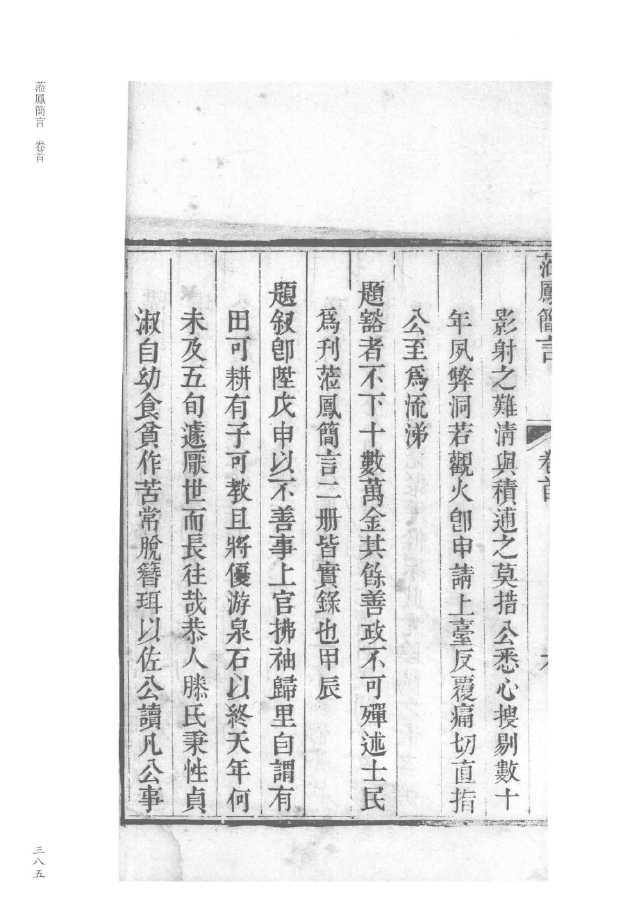 蒞鳳簡言 卷首
蒞鳳簡言 卷首
影射之難清與積逋之莫措公悉心搜剔數十
年夙弊洞若觀火卽申請上臺反覆痛切直指
公至爲流涕
題豁者不下十數萬金其餘善政不可殫述士民
爲刋蒞鳳簡言二册皆實錄也甲辰
題叙卽陞戊申以不善事上官拂袖歸里自謂有
田可耕有子可教且將優游泉石以終天年何
未及五旬遽厭世而長往哉恭人滕氏秉性貞
淑自幼食貧作苦常脫簪珥以佐公讀凡公事
三八五